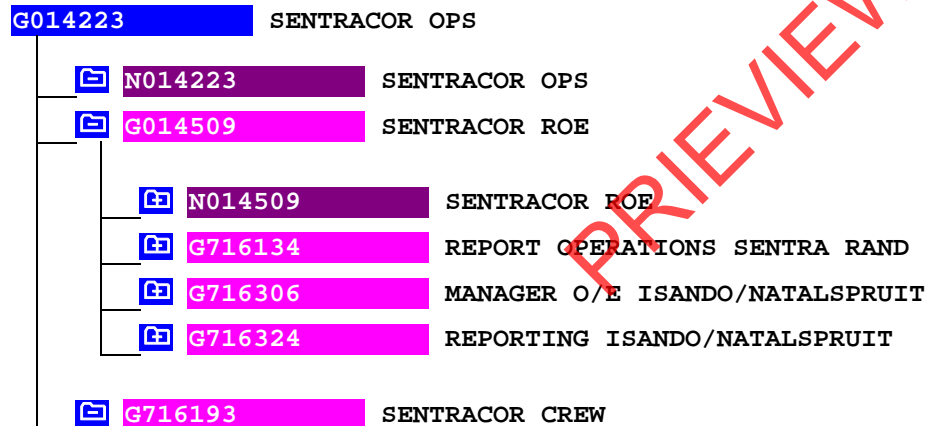 G014223 SENTRACOR OPS
N014223 SENTRACOR OPS
G014509 SENTRACOR ROE
N014509 SENTRACOR ROE
G716134 REPORT OPERATIONS SENTRA RAND
G716306 MANAGER O/E ISANDO/NATALSPRUIT
G716324 REPORTING ISANDO/NATALSPRUIT
G716193 SENTRACOR CREW
PRIEVIEW